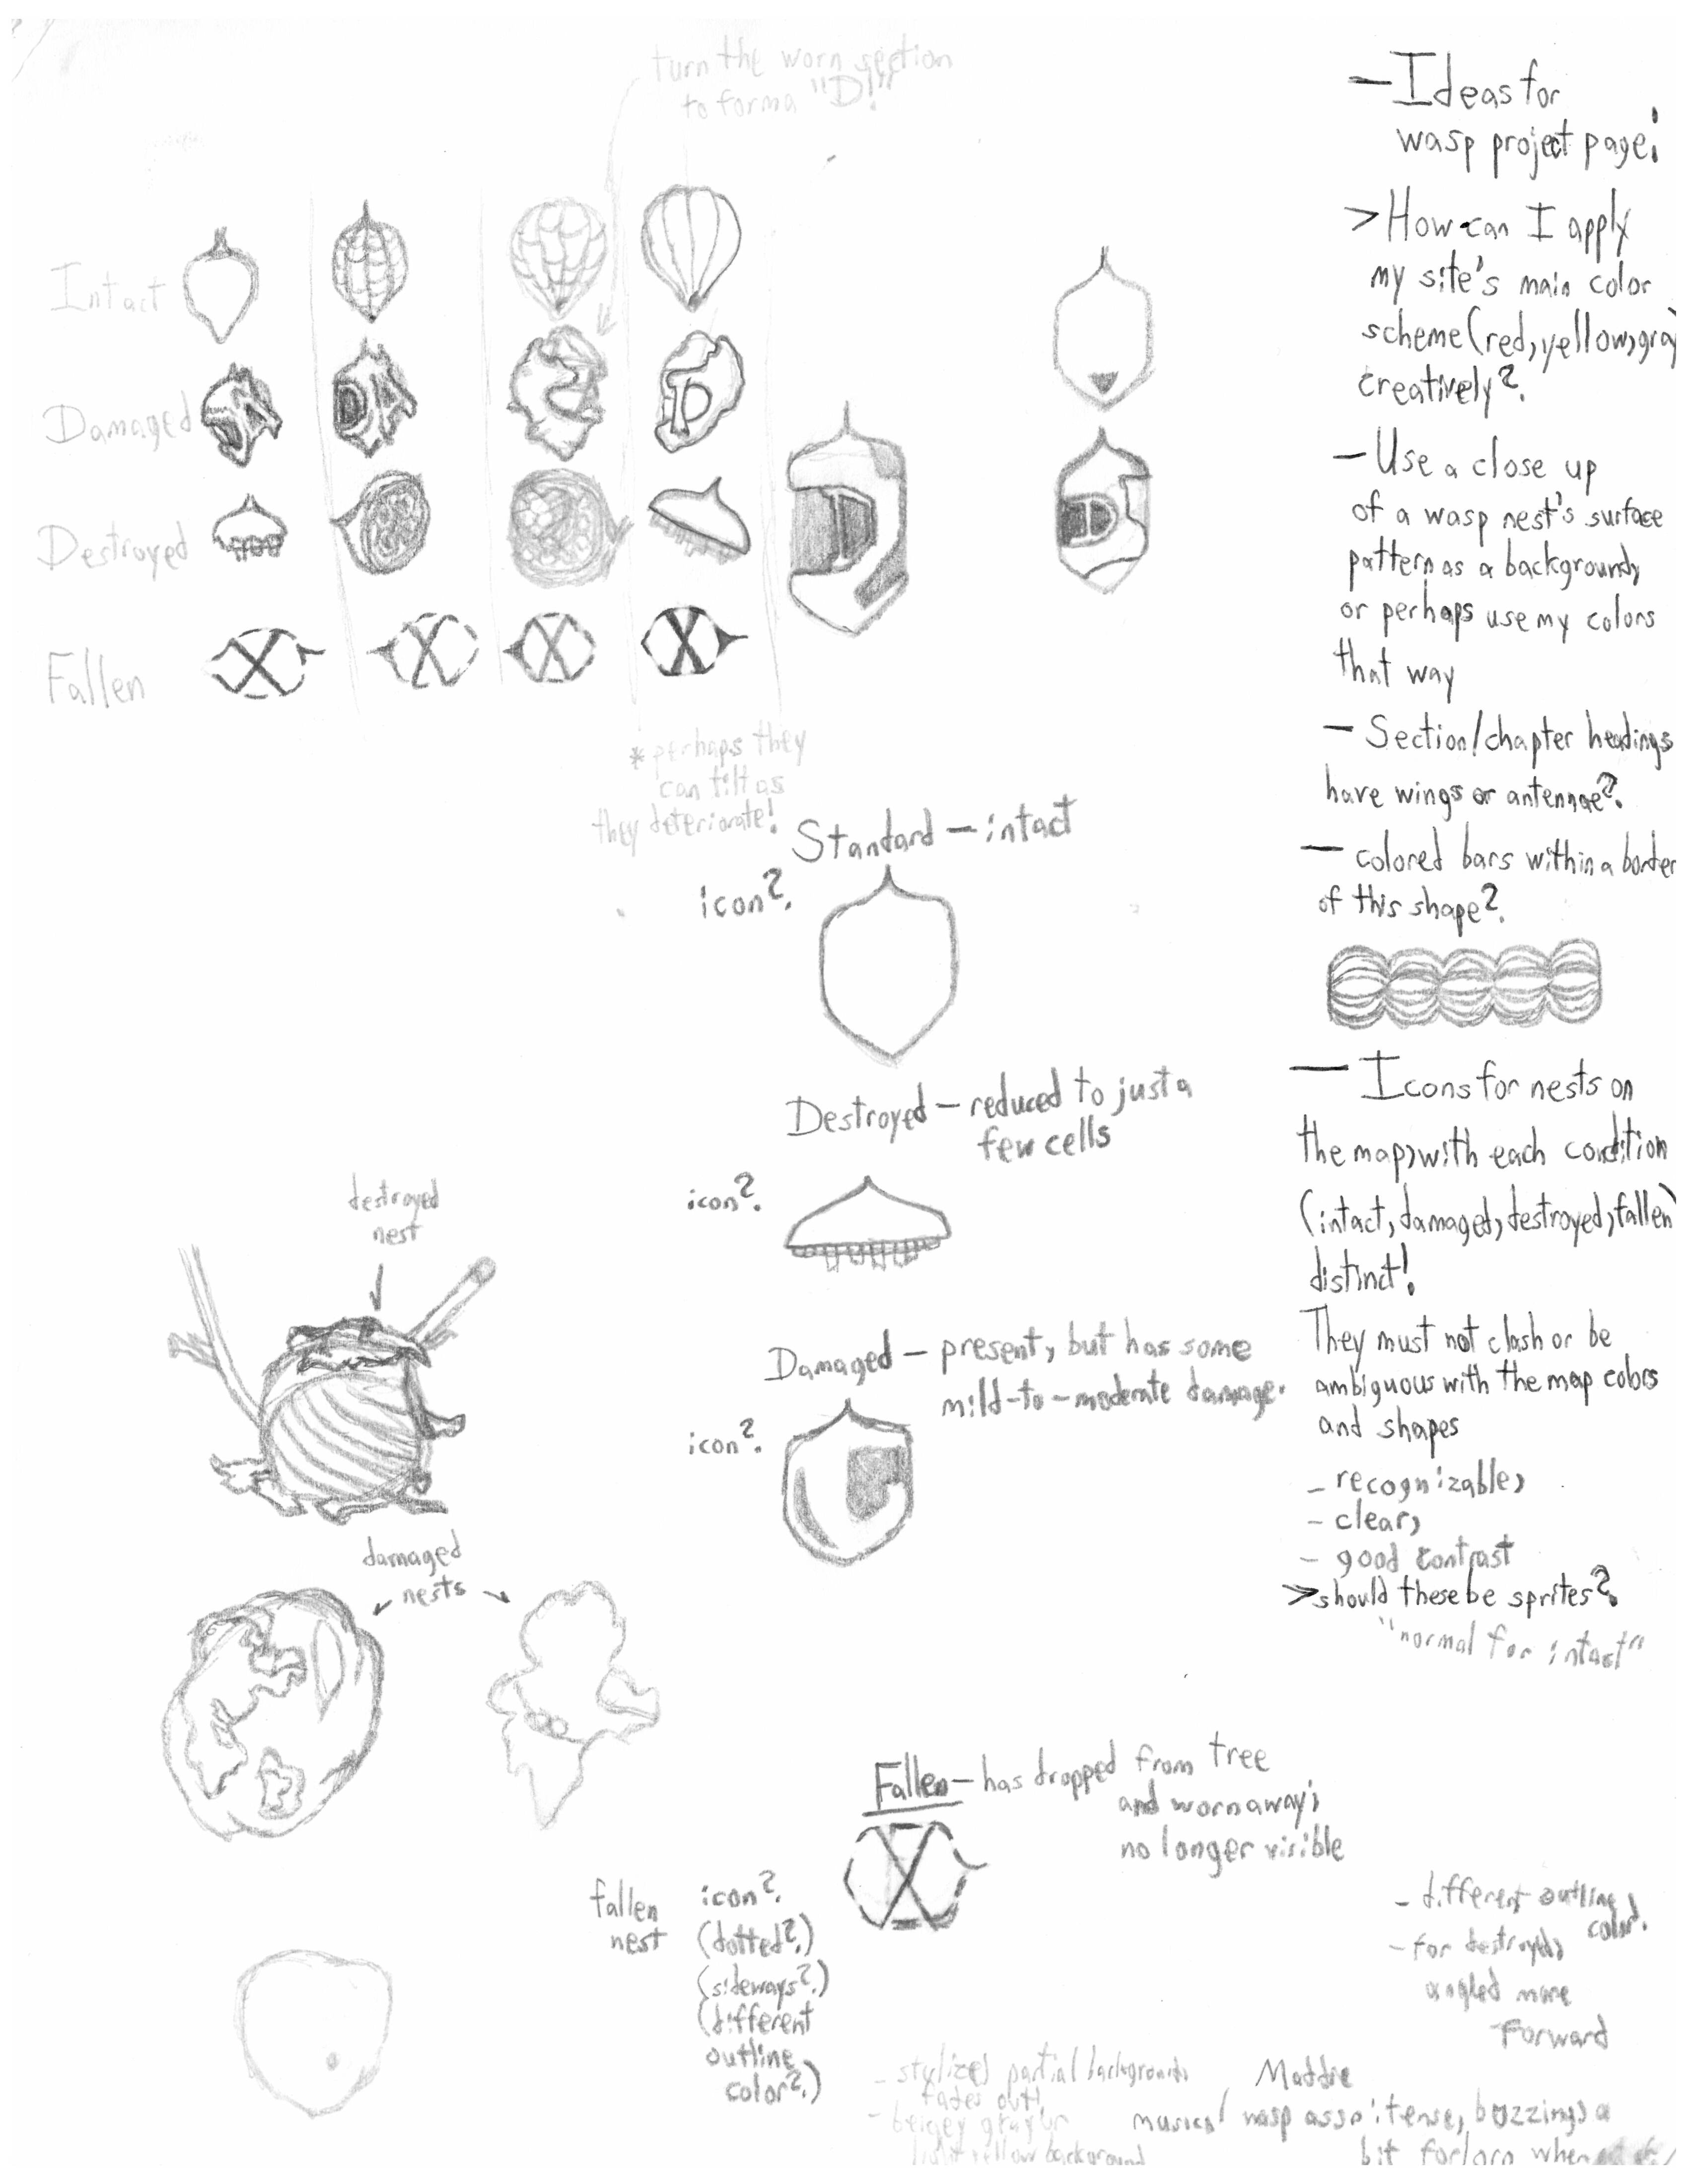 turn the worn section
to form a "D!"
Intact
Damaged
Destroyed
Fallen
*perhaps they
can tilt as
they deteriorate!
Standard - intact
icon?
Destroyed - reduced to just a
few cells
icon?
Damaged - present, but has some
mild-to-moderate damage.
icon?
destroyed
nest
damaged
nests
Fallen - has dropped from tree
and worn away;
no longer visible
fallen
nest
icon?
(dotted?)
(sideways?)
(different
outline
color?)
- Ideas for
wasp project page:
> How can I apply
my site's main color
scheme (red, yellow, gray
creatively?
- Use a close up
of a wasp nest's surface
pattern as a background,
or perhaps use my colors
that way
- Section/chapter headings
have wings or antennae?
- colored bars within a border
of this shape?
- Icons for nests on
the map, with each condition
(intact, damaged, destroyed, fallen)
distinct!
They must not clash or be
ambiguous with the map colors
and shapes
- recognizable,
- clear,
- good contrast
> should these be sprites?
"normal for intact"
- different outline
color?
- for destroyed,
angled more
forward
- stylized partial background,
fades out!
- beigey gray or
light yellow background
Maddie
musical wasp ass'n: tense, buzzing, a
bit forlorn when